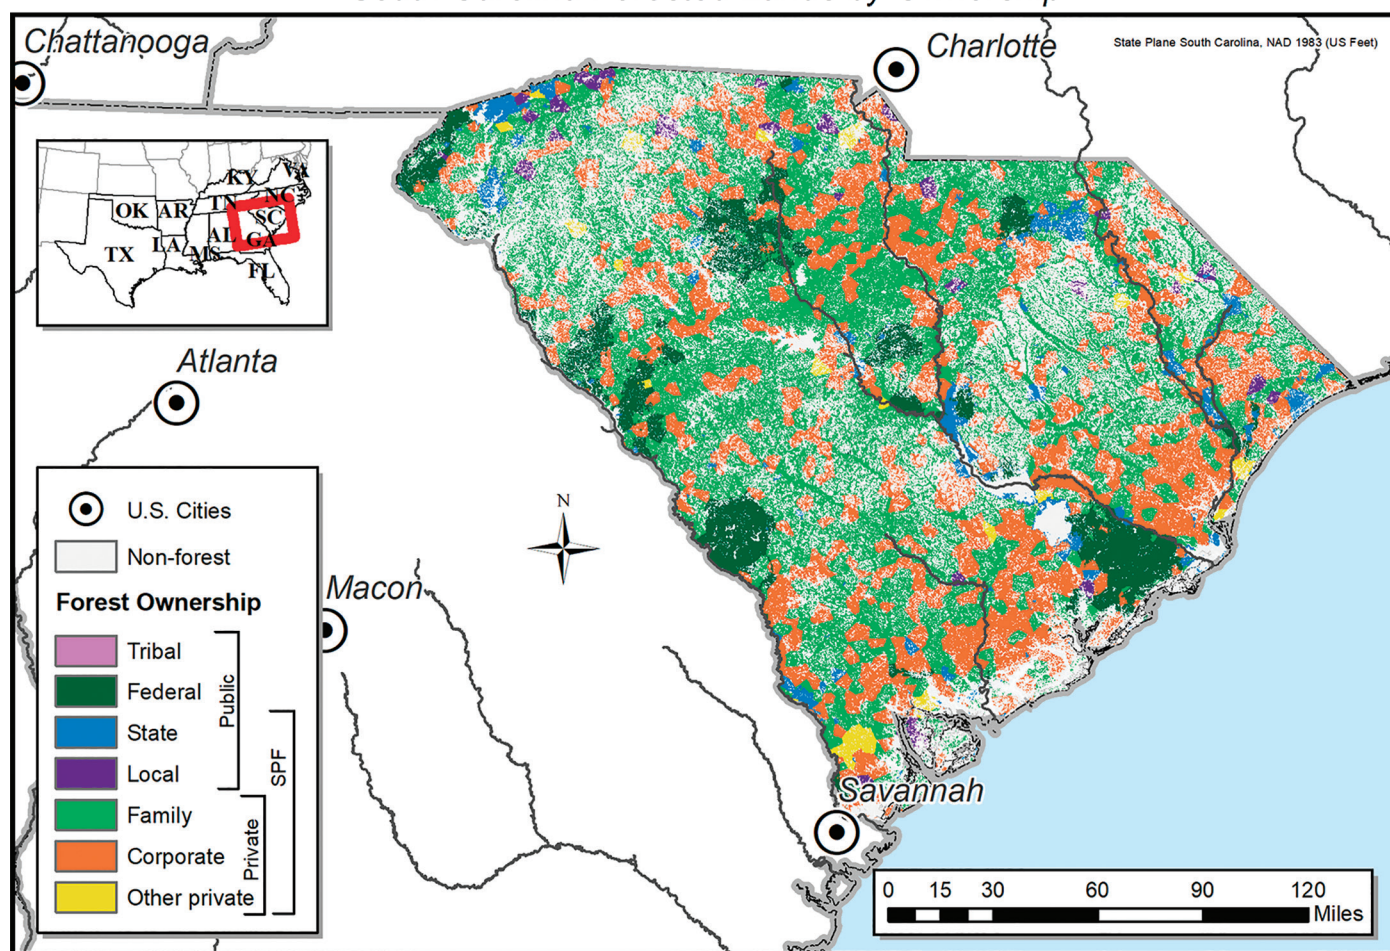 Chattanooga
Charlotte
State Plane South Carolina, NAD 1983 (US Feet)
KY
VA
OK
AR
TN
NC
SC
TX
LA
MS
AL
GA
FL
Atlanta
N
U.S. Cities
Non-forest
Forest Ownership
Tribal
Federal
State
Local
Family
Corporate
Other private
Public
Private
SPF
Macon
Savannah
0 15 30 60 90 120
Miles